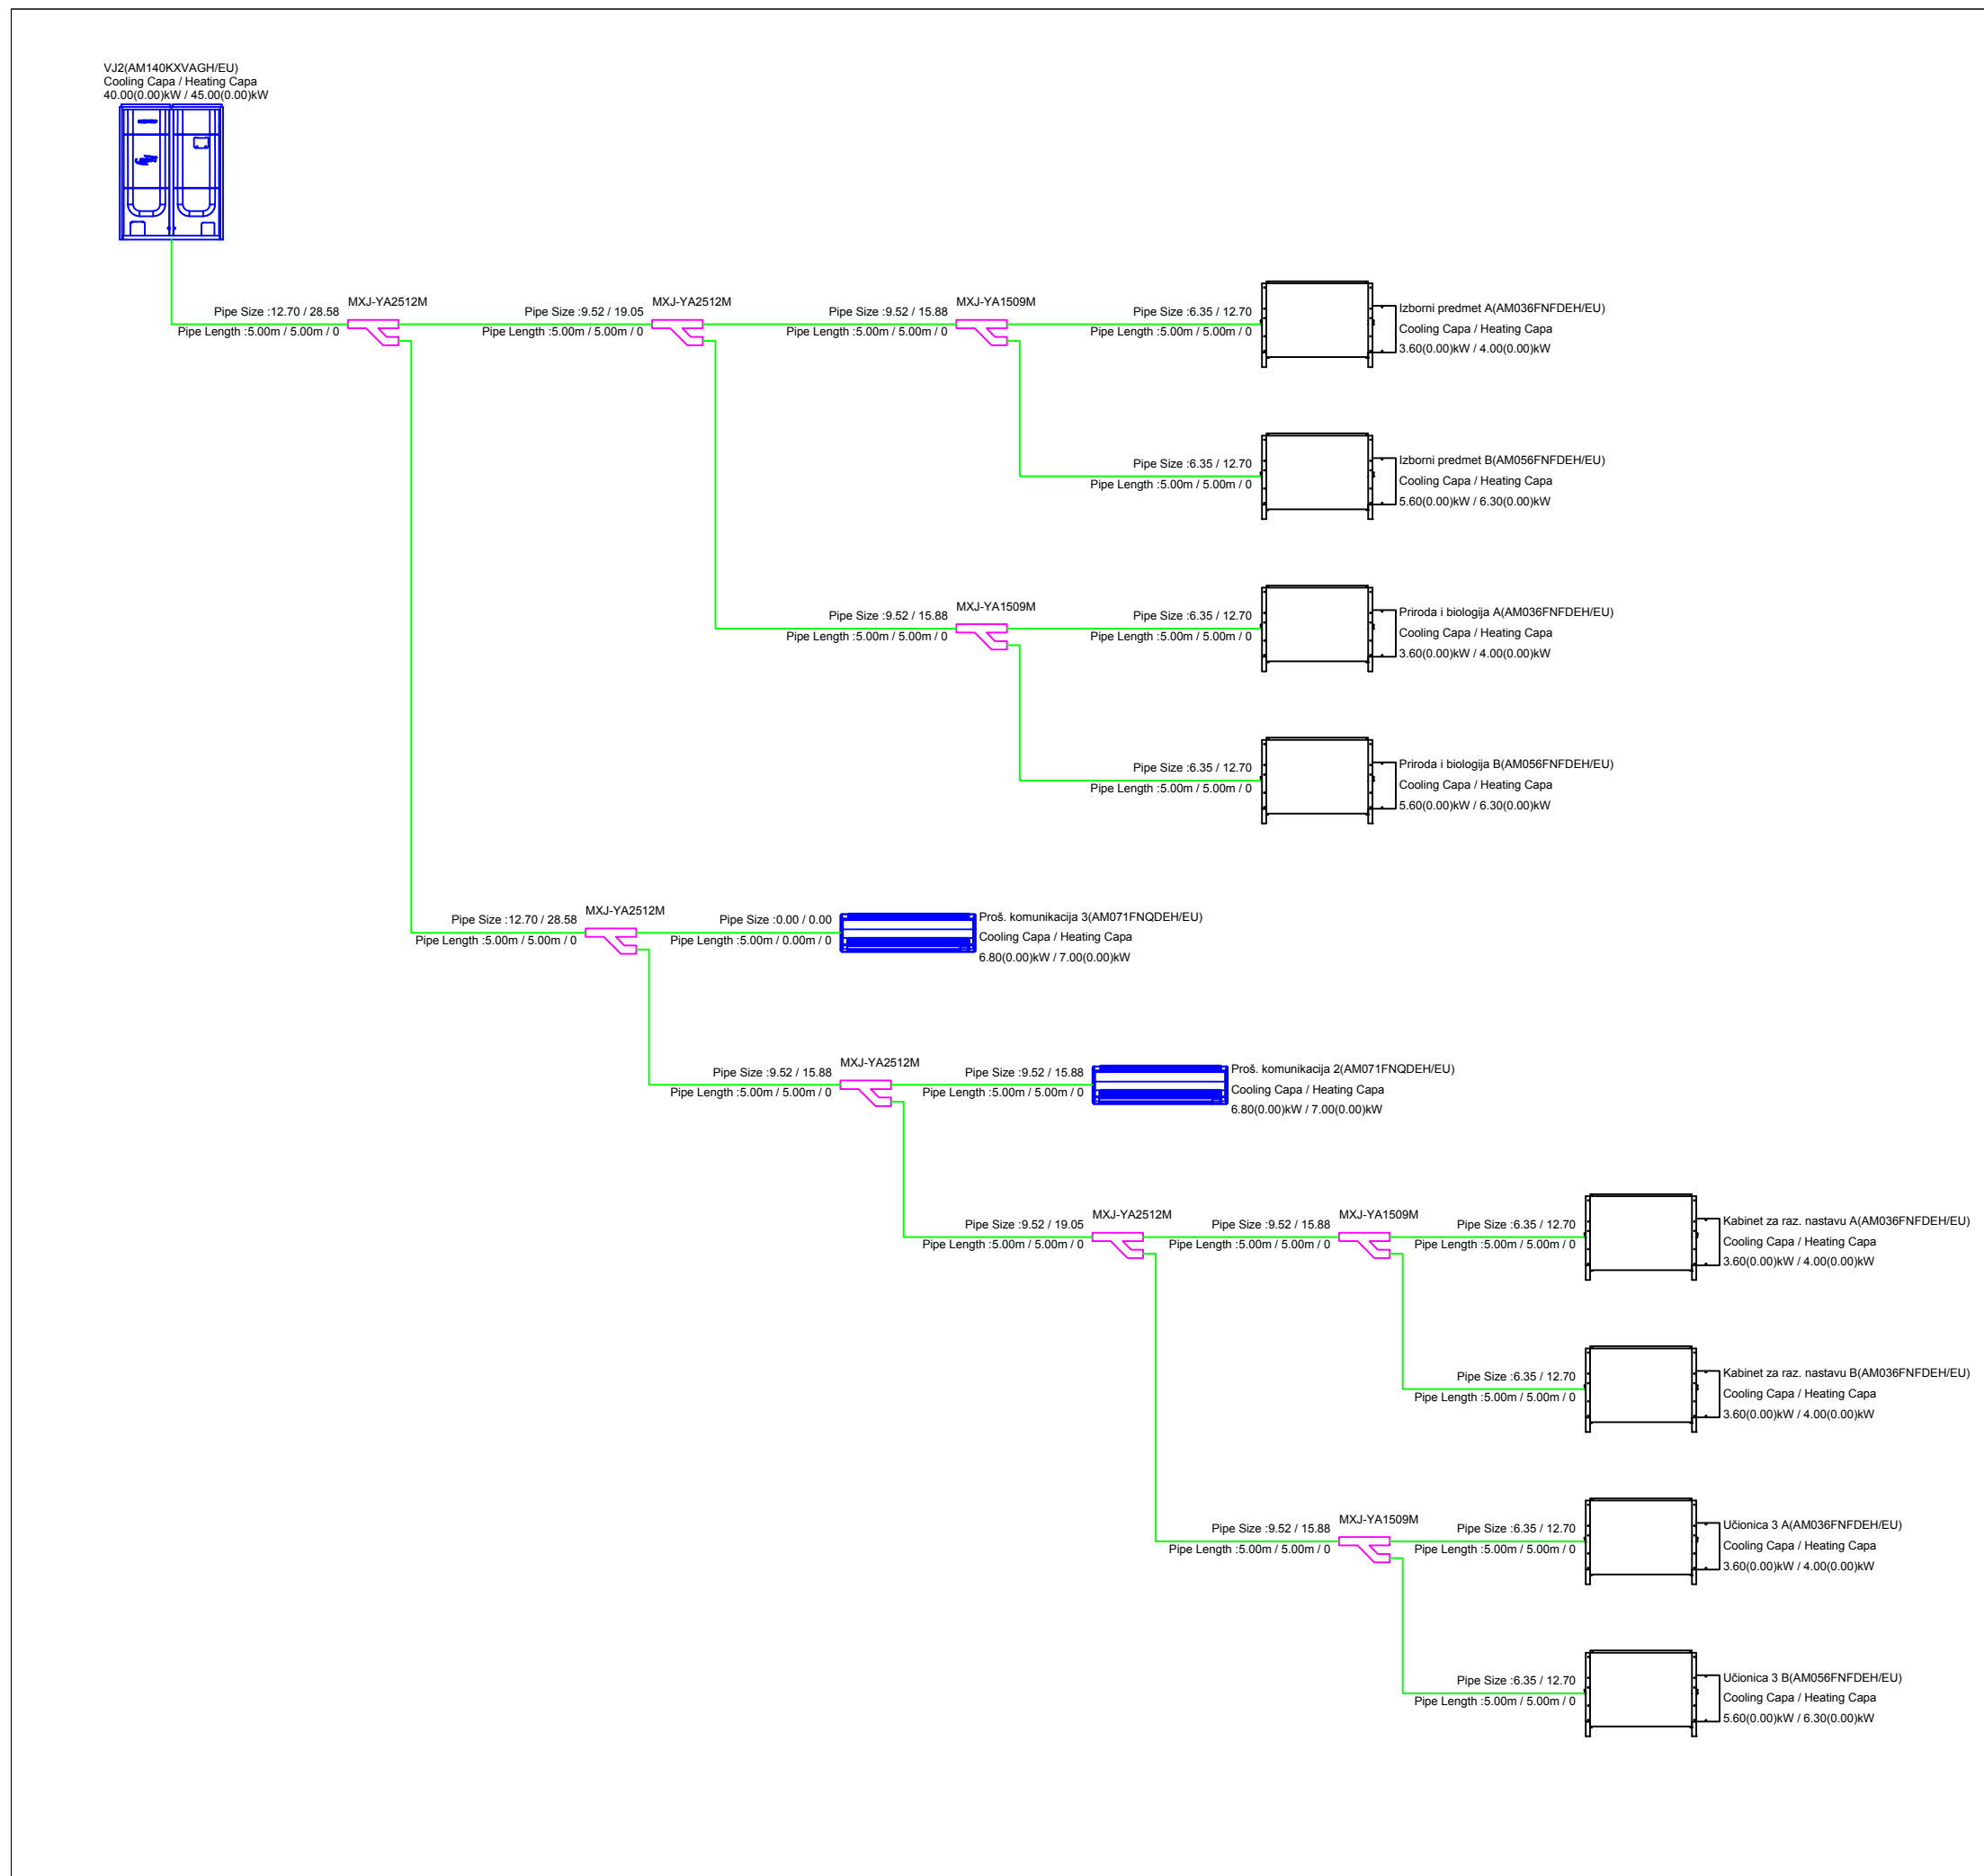 VJ2(AM140KXVAGH/EU)
Cooling Capa / Heating Capa
40.00(0.00)kW / 45.00(0.00)kW
Pipe Size :12.70 / 28.58
Pipe Length :5.00m / 5.00m / 0
MXJ-YA2512M
Pipe Size :9.52 / 19.05
Pipe Length :5.00m / 5.00m / 0
MXJ-YA2512M
Pipe Size :9.52 / 15.88
Pipe Length :5.00m / 5.00m / 0
MXJ-YA1509M
Pipe Size :6.35 / 12.70
Pipe Length :5.00m / 5.00m / 0
Izborni predmet A(AM036FNFDEH/EU)
Cooling Capa / Heating Capa
3.60(0.00)kW / 4.00(0.00)kW
Pipe Size :6.35 / 12.70
Pipe Length :5.00m / 5.00m / 0
Izborni predmet B(AM056FNFDEH/EU)
Cooling Capa / Heating Capa
5.60(0.00)kW / 6.30(0.00)kW
Pipe Size :9.52 / 15.88
Pipe Length :5.00m / 5.00m / 0
MXJ-YA1509M
Pipe Size :6.35 / 12.70
Pipe Length :5.00m / 5.00m / 0
Priroda i biologija A(AM036FNFDEH/EU)
Cooling Capa / Heating Capa
3.60(0.00)kW / 4.00(0.00)kW
Pipe Size :6.35 / 12.70
Pipe Length :5.00m / 5.00m / 0
Priroda i biologija B(AM056FNFDEH/EU)
Cooling Capa / Heating Capa
5.60(0.00)kW / 6.30(0.00)kW
Pipe Size :12.70 / 28.58
Pipe Length :5.00m / 5.00m / 0
MXJ-YA2512M
Pipe Size :0.00 / 0.00
Pipe Length :5.00m / 0.00m / 0
Proš. komunikacija 3(AM071FNQDEH/EU)
Cooling Capa / Heating Capa
6.80(0.00)kW / 7.00(0.00)kW
Pipe Size :9.52 / 15.88
Pipe Length :5.00m / 5.00m / 0
MXJ-YA2512M
Pipe Size :9.52 / 15.88
Pipe Length :5.00m / 5.00m / 0
Proš. komunikacija 2(AM071FNQDEH/EU)
Cooling Capa / Heating Capa
6.80(0.00)kW / 7.00(0.00)kW
Pipe Size :9.52 / 19.05
Pipe Length :5.00m / 5.00m / 0
MXJ-YA2512M
Pipe Size :9.52 / 15.88
Pipe Length :5.00m / 5.00m / 0
MXJ-YA1509M
Pipe Size :6.35 / 12.70
Pipe Length :5.00m / 5.00m / 0
Kabinet za raz. nastavu A(AM036FNFDEH/EU)
Cooling Capa / Heating Capa
3.60(0.00)kW / 4.00(0.00)kW
Pipe Size :6.35 / 12.70
Pipe Length :5.00m / 5.00m / 0
Kabinet za raz. nastavu B(AM036FNFDEH/EU)
Cooling Capa / Heating Capa
3.60(0.00)kW / 4.00(0.00)kW
Pipe Size :9.52 / 15.88
Pipe Length :5.00m / 5.00m / 0
MXJ-YA1509M
Pipe Size :6.35 / 12.70
Pipe Length :5.00m / 5.00m / 0
Učionica 3 A(AM036FNFDEH/EU)
Cooling Capa / Heating Capa
3.60(0.00)kW / 4.00(0.00)kW
Pipe Size :6.35 / 12.70
Pipe Length :5.00m / 5.00m / 0
Učionica 3 B(AM056FNFDEH/EU)
Cooling Capa / Heating Capa
5.60(0.00)kW / 6.30(0.00)kW